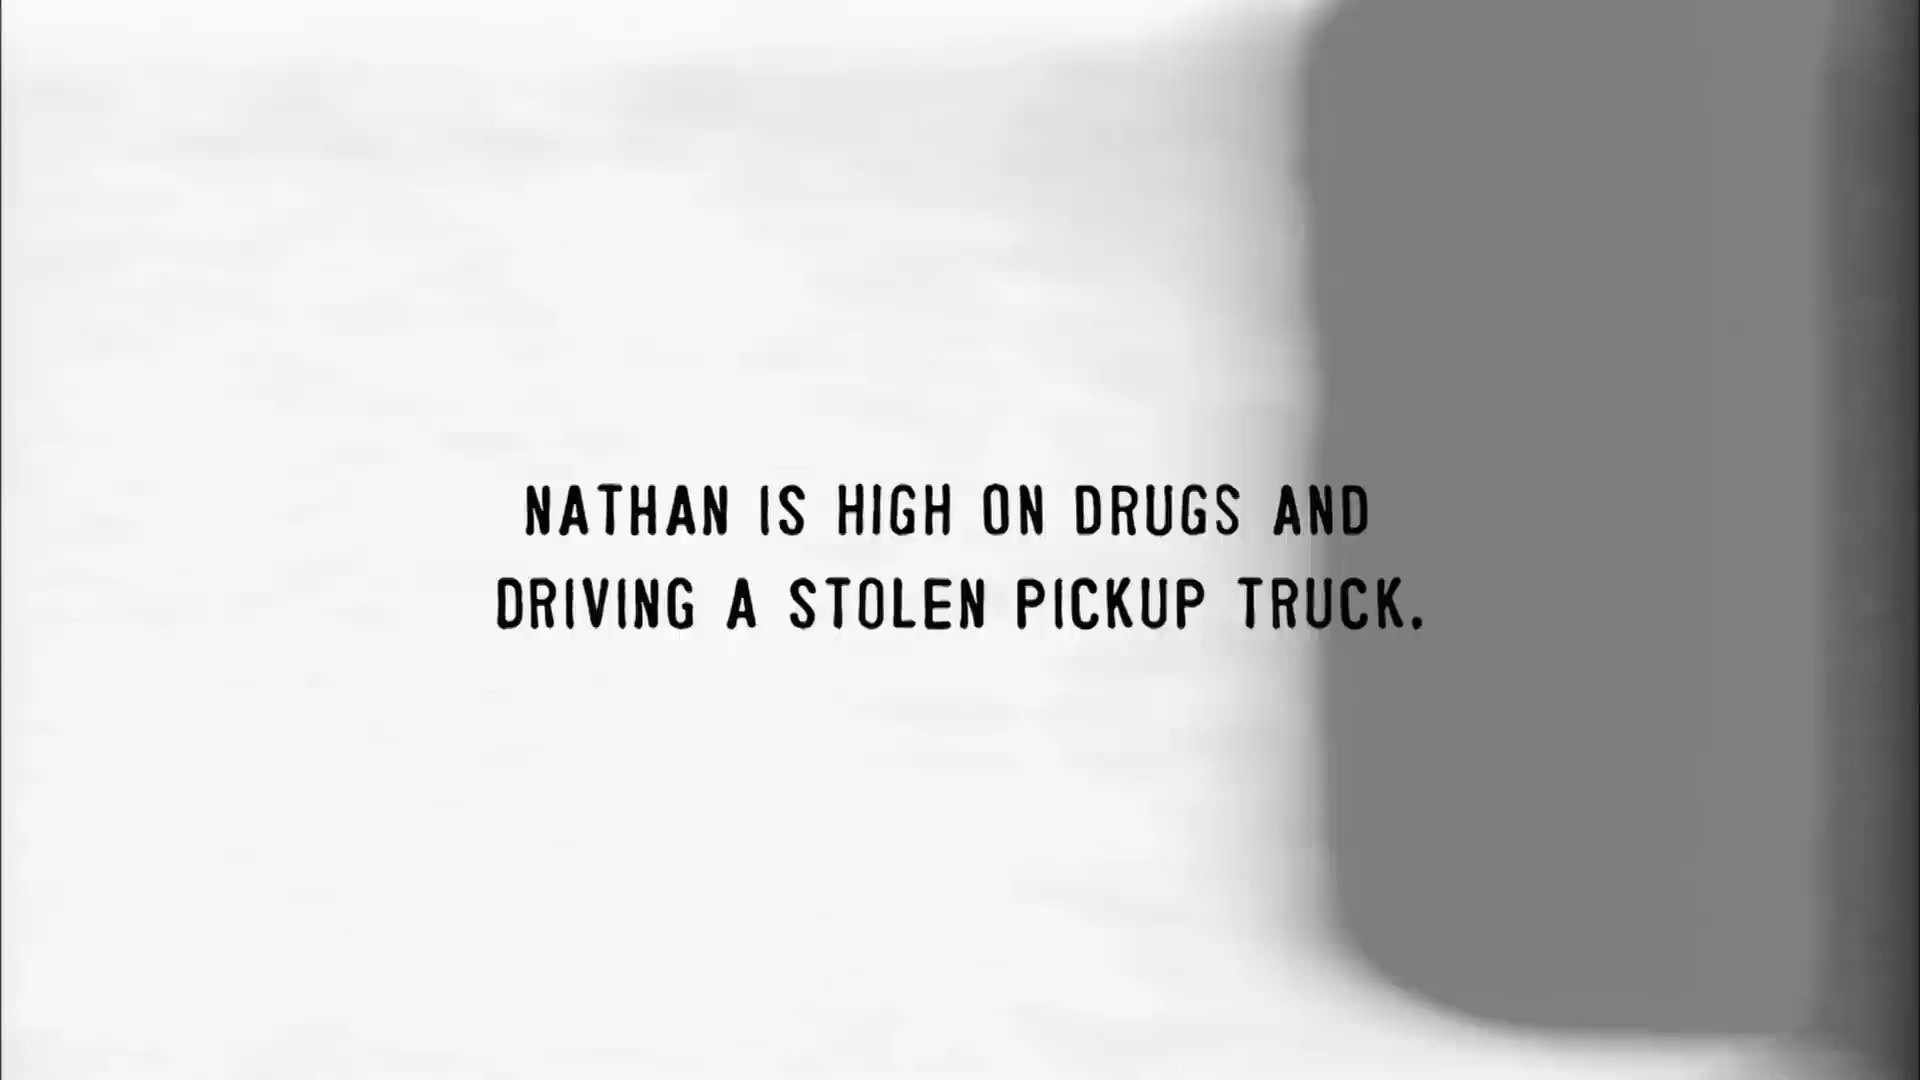 NATHAN IS HIGH ON DRUGS AND
DRIVING A STOLEN PICKUP TRUCK.